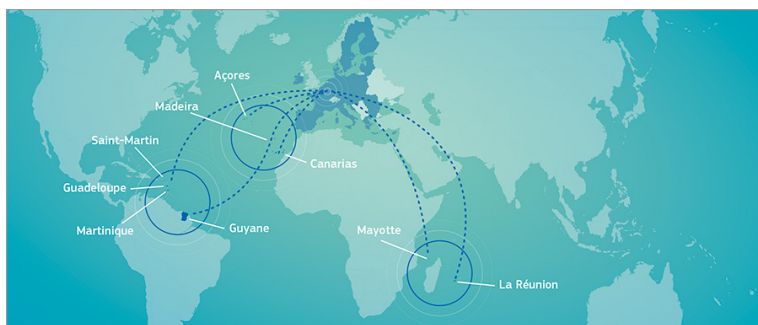 Açores
Madeira
Saint-Martin
Canarias
Guadeloupe
Martinique
Guyane
Mayotte
La Réunion